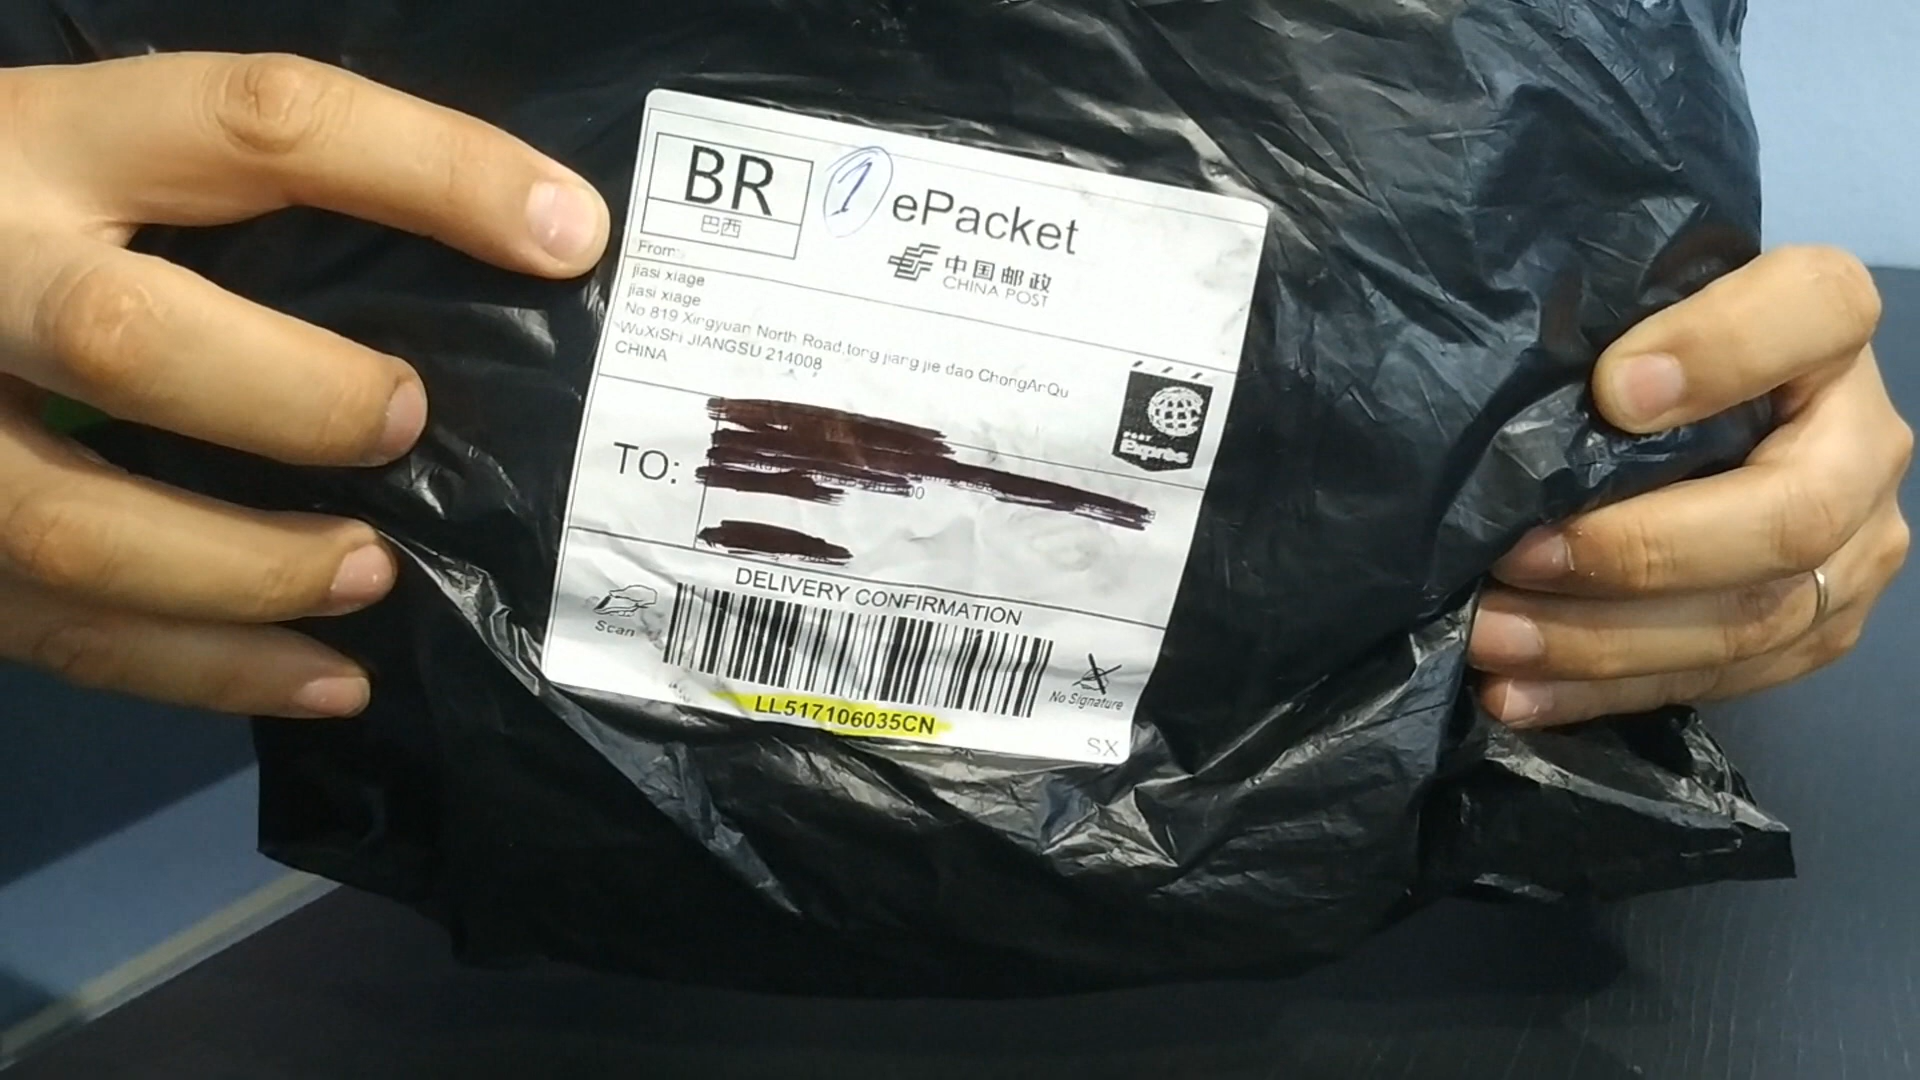 BR
巴西
1
ePacket
中国邮政
CHINA POST
From:
jiasi xiage
jiasi xiage
No 819 Xingyuan North Road,tong jiang jie dao ChongAnQu
WuXiShi JIANGSU 214008
CHINA
POST
Expres
TO:
DELIVERY CONFIRMATION
Scan
No Signature
LL517106035CN
SX